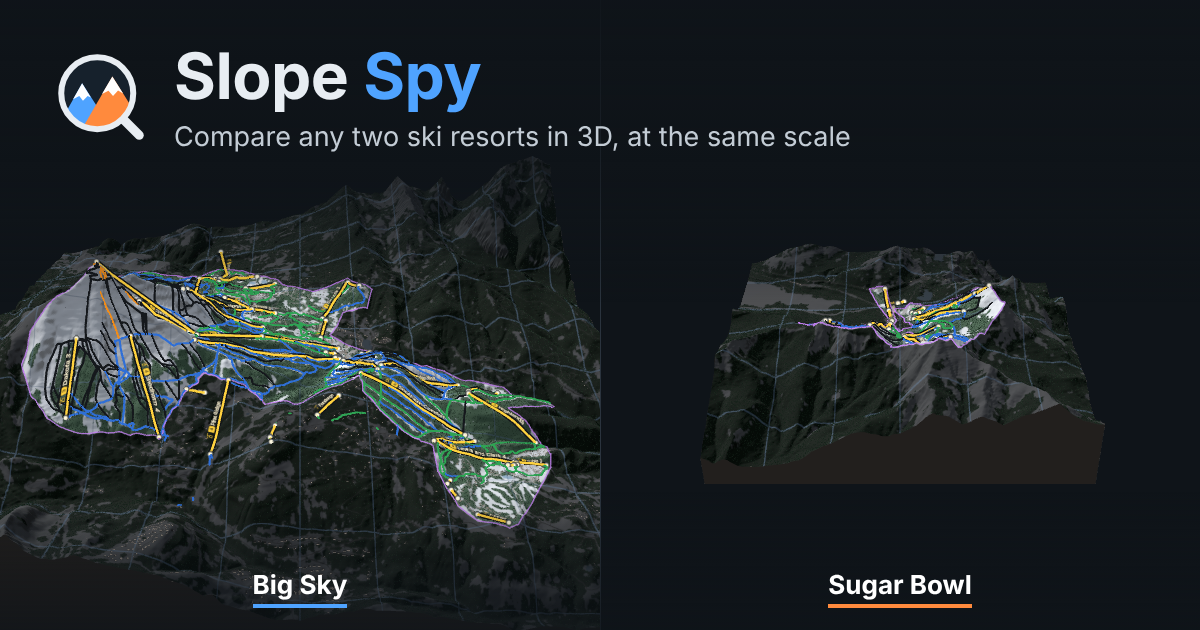 Slope Spy
Compare any two ski resorts in 3D, at the same scale
Big Sky
Sugar Bowl